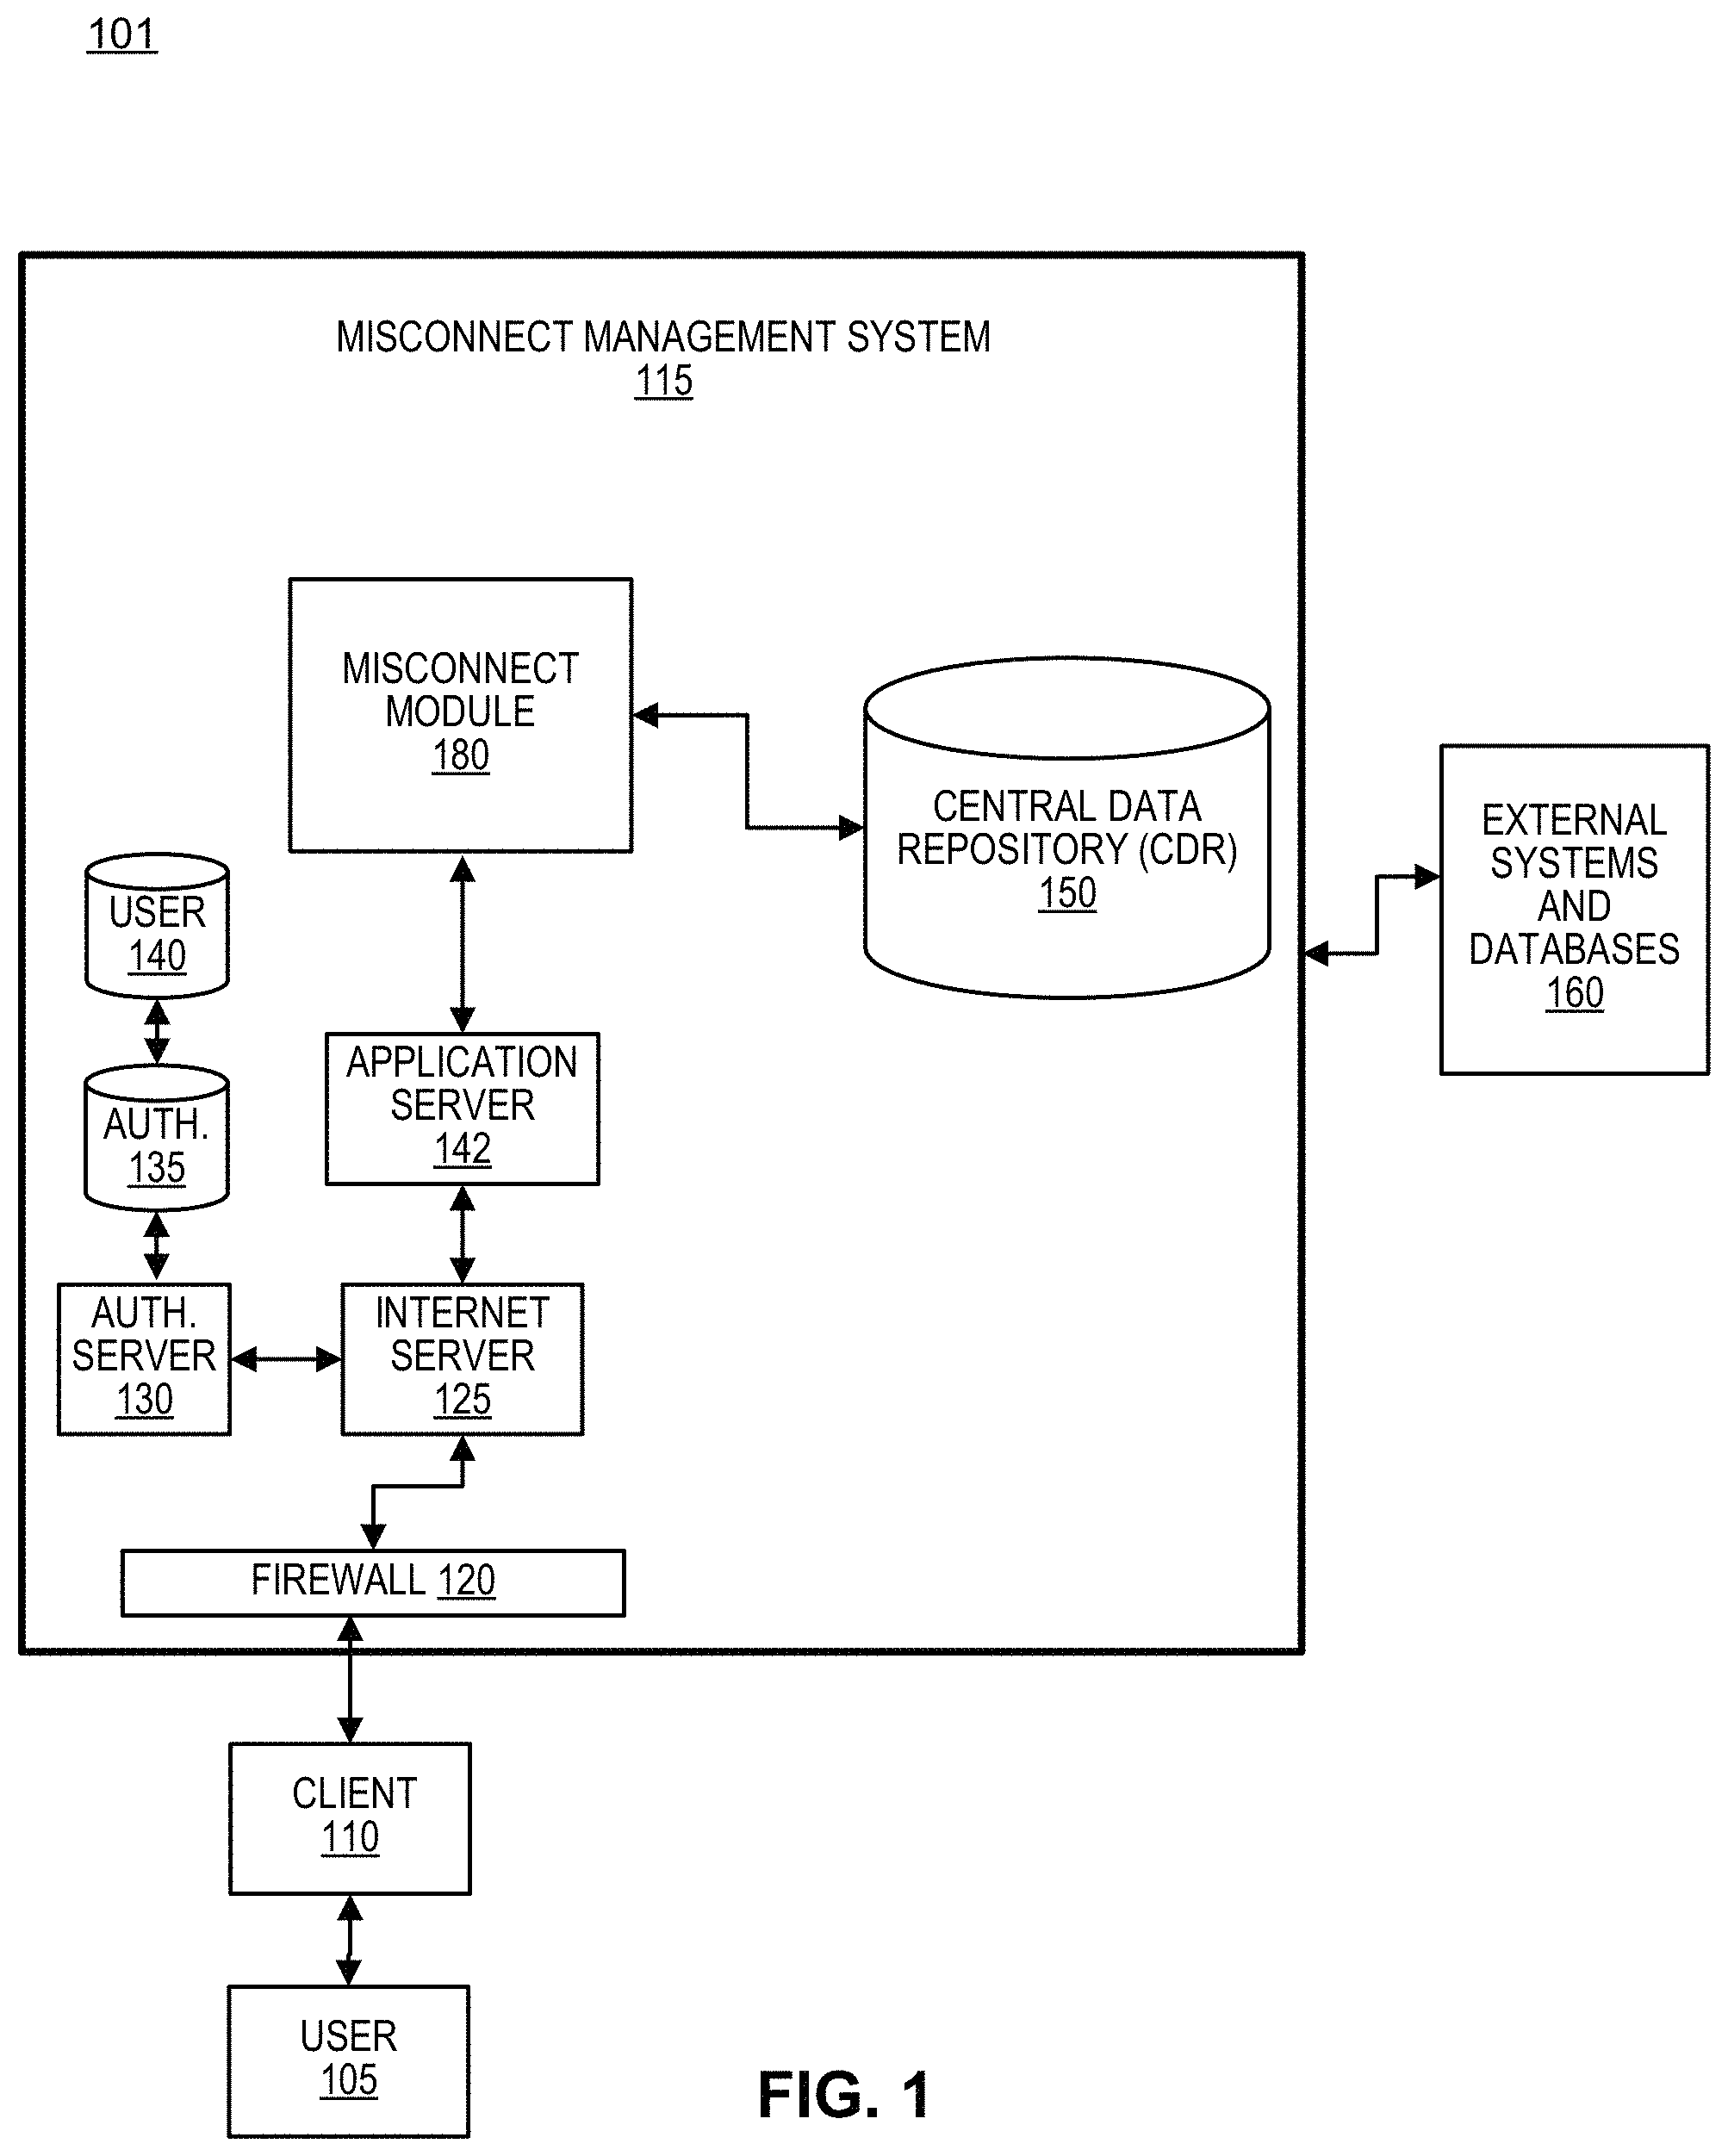 101
MISCONNECT MANAGEMENT SYSTEM
115
MISCONNECT
MODULE
180
CENTRAL DATA
REPOSITORY (CDR)
150
EXTERNAL
SYSTEMS
AND
DATABASES
160
USER
140
APPLICATION
SERVER
142
AUTH.
135
AUTH.
SERVER
130
INTERNET
SERVER
125
FIREWALL 120
CLIENT
110
USER
105
FIG. 1